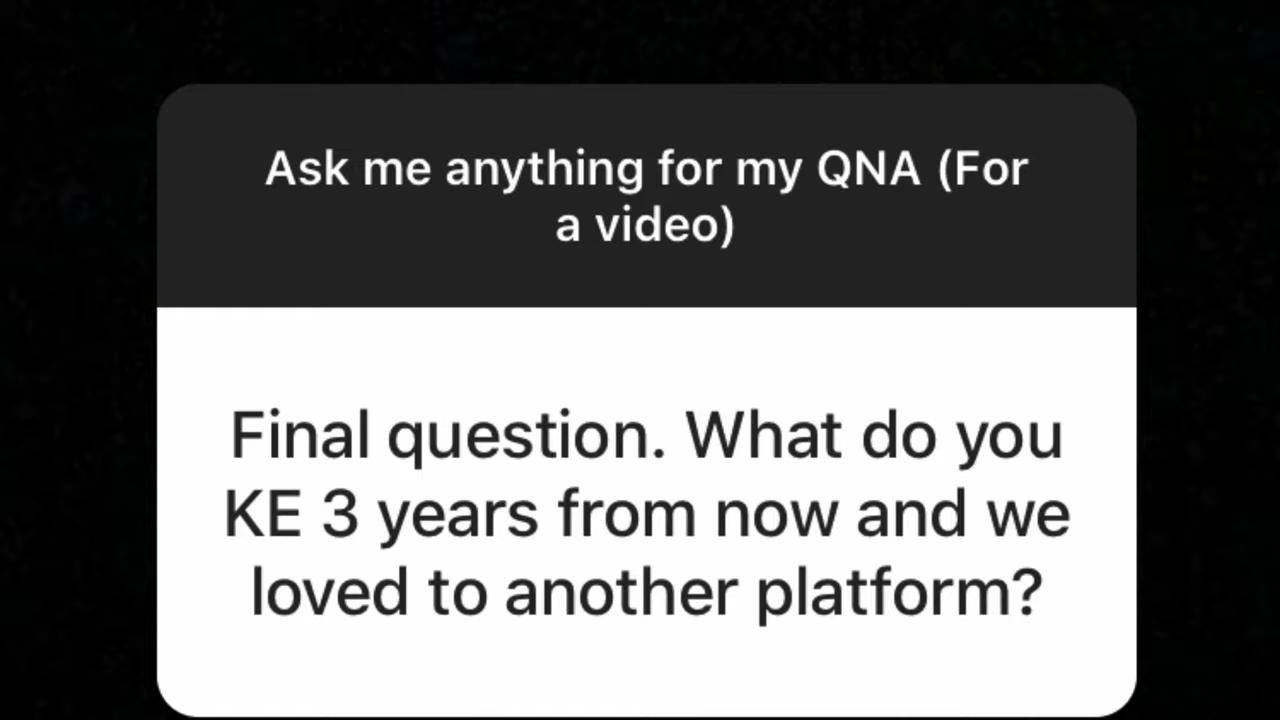 Ask me anything for my QNA (For
a video)
Final question. What do you
KE 3 years from now and we
loved to another platform?